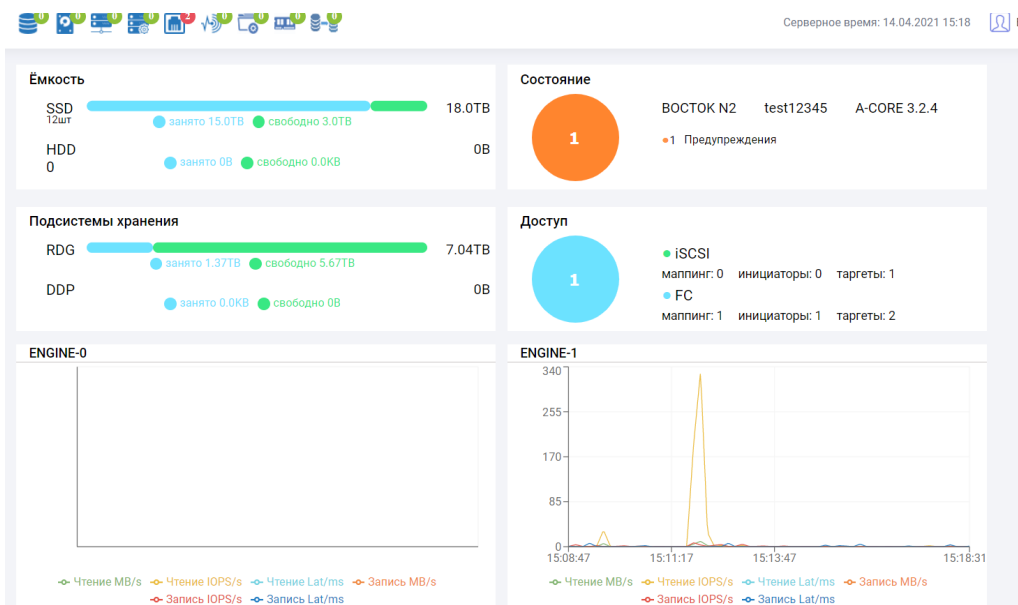 0 0 0 0 2 0 0 0 0
Серверное время: 14.04.2021 15:18
Ёмкость
SSD
12шт
18.0TB
занято 15.0TB свободно 3.0TB
HDD
0
0B
занято 0B свободно 0.0KB
Состояние
1
ВОСТОК N2 test12345 A-CORE 3.2.4
1 Предупреждения
Подсистемы хранения
RDG
7.04TB
занято 1.37TB свободно 5.67TB
DDP
0B
занято 0.0KB свободно 0B
Доступ
1
iSCSI
маппинг: 0 инициаторы: 0 таргеты: 1
FC
маппинг: 1 инициаторы: 1 таргеты: 2
ENGINE-0
Чтение MB/s Чтение IOPS/s Чтение Lat/ms Запись MB/s
Запись IOPS/s Запись Lat/ms
ENGINE-1
340
255
170
85
0
15:08:47 15:11:17 15:13:47 15:18:31
Чтение MB/s Чтение IOPS/s Чтение Lat/ms Запись MB/s
Запись IOPS/s Запись Lat/ms